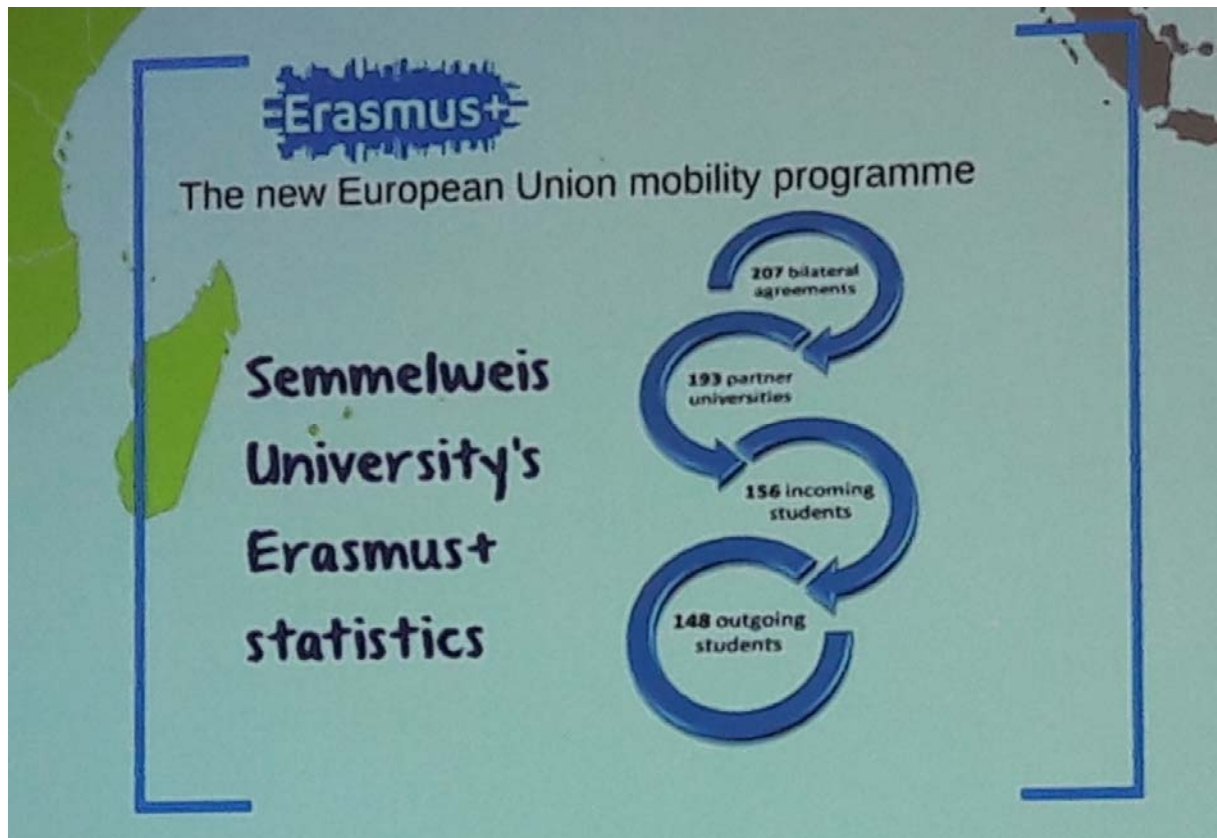 Erasmus+
The new European Union mobility programme
Semmelweis
University's
Erasmus+
statistics
207 bilateral
agreements
193 partner
universities
156 incoming
students
148 outgoing
students